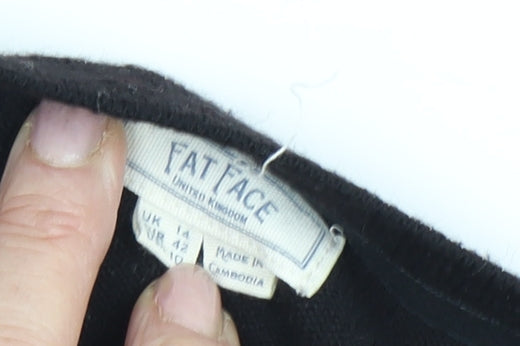 FAT FACE
UNITED KINGDOM
UK 14
EUR 42
10
MADE IN
CAMBODIA